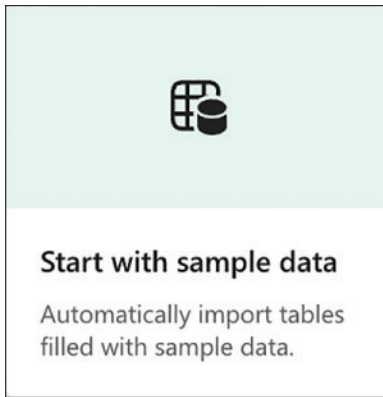 Start with sample data
Automatically import tables
filled with sample data.